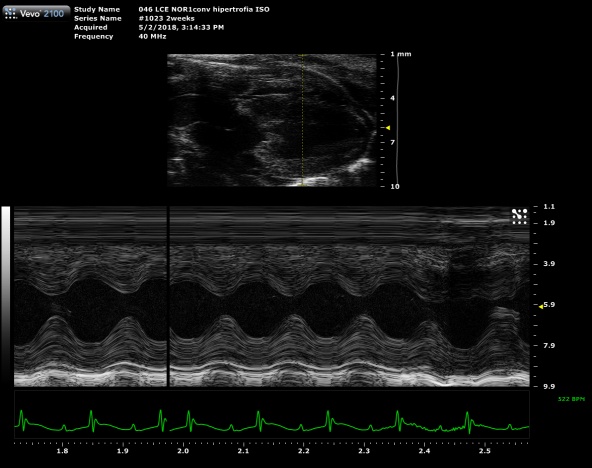 Vevo 2100
Study Name 046 LCE NOR1conv hipertrofia ISO
Series Name #1023 2weeks
Acquired 5/2/2018, 3:14:33 PM
Frequency 40 MHz
1 mm
4
7
10
1.1
1.9
3.9
5.9
7.9
9.9
522 BPM
1.8 1.9 2.0 2.1 2.2 2.3 2.4 2.5